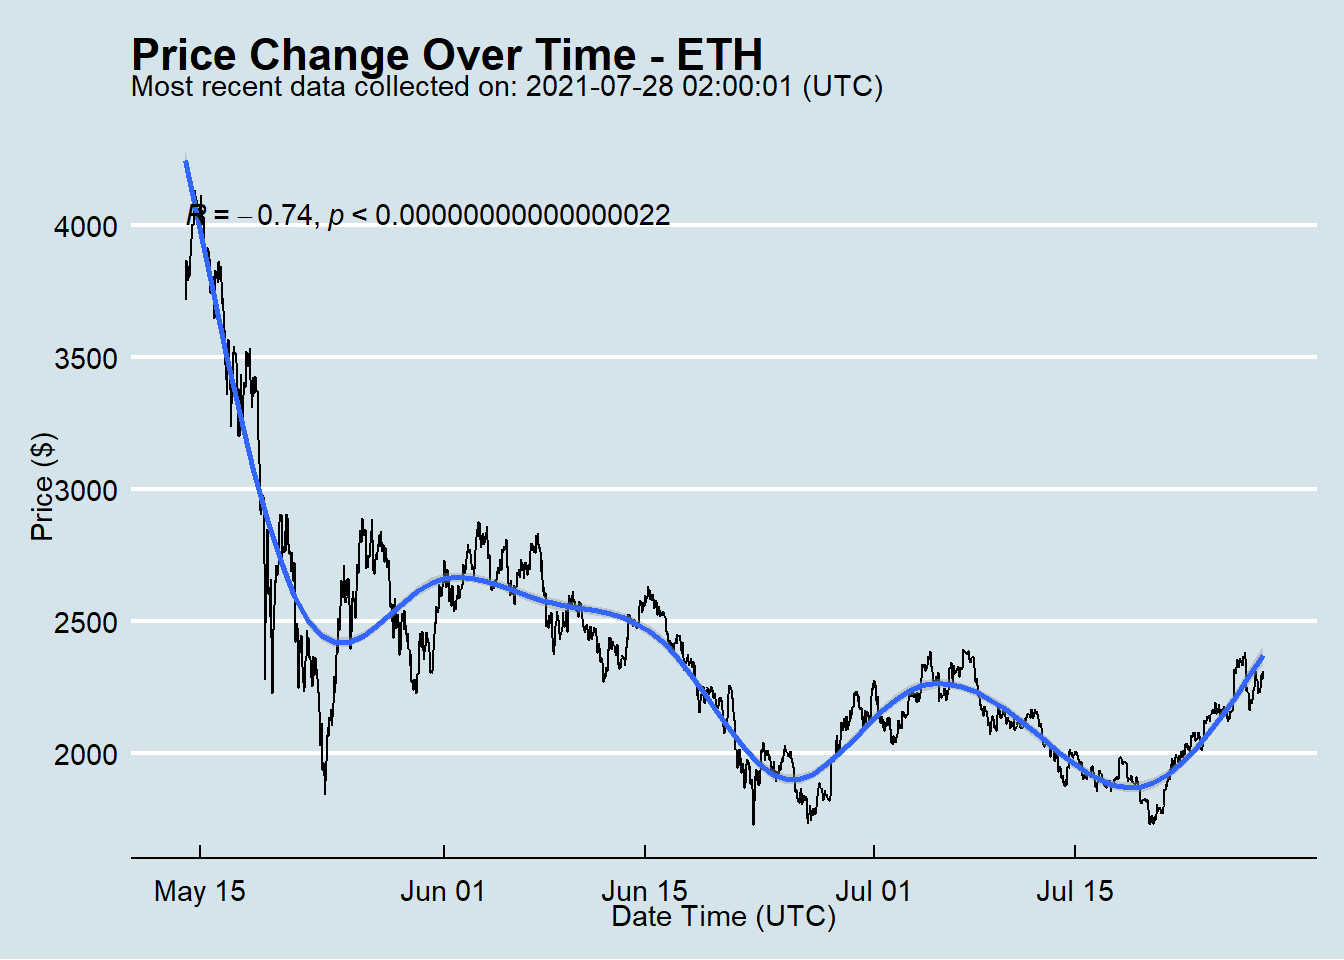 Price Change Over Time - ETH
Most recent data collected on: 2021-07-28 02:00:01 (UTC)
R = −0.74, p < 0.00000000000000022
4000
3500
3000
2500
2000
Price ($)
May 15
Jun 01
Jun 15
Jul 01
Jul 15
Date Time (UTC)